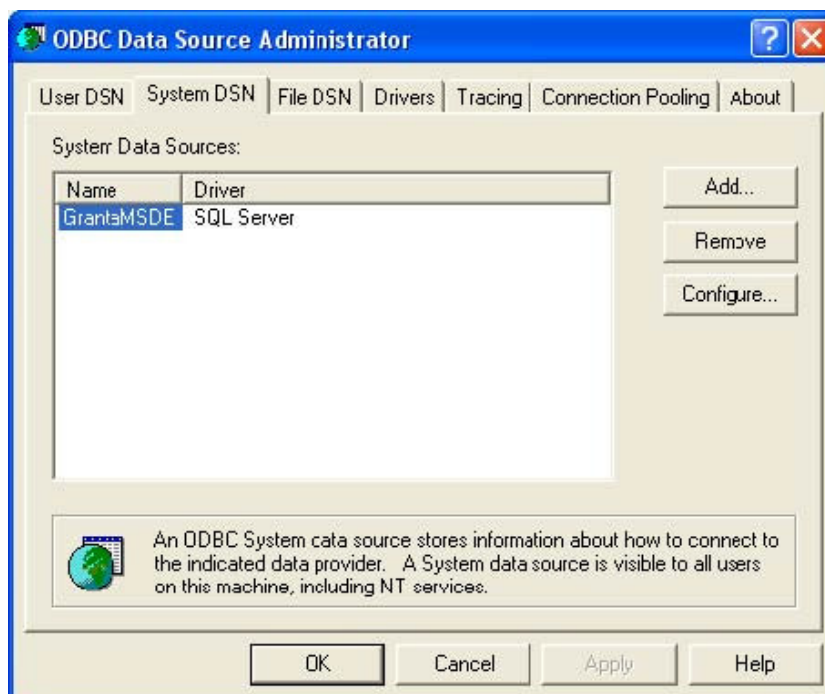 ODBC Data Source Administrator
User DSN System DSN File DSN Drivers Tracing Connection Pooling About
System Data Sources:
Name Driver
GrantaMSDE SQL Server
Add...
Remove
Configure...
An ODBC System data source stores information about how to connect to
the indicated data provider. A System data source is visible to all users
on this machine, including NT services.
OK Cancel Apply Help